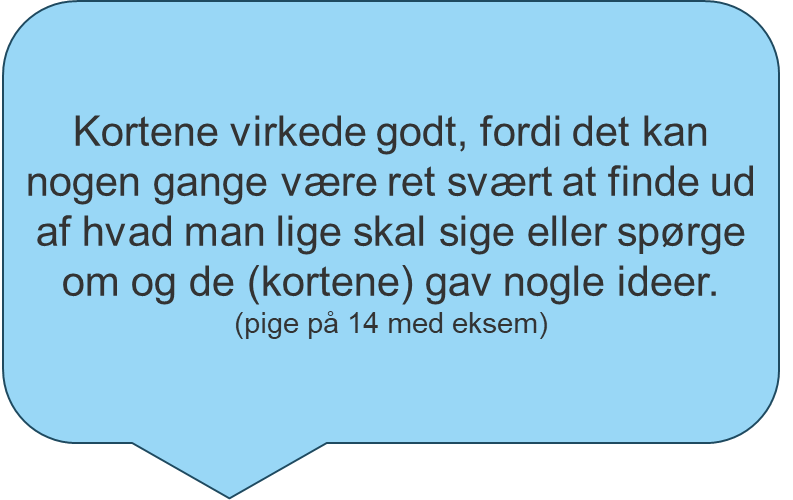 Kortene virkede godt, fordi det kan
nogen gange være ret svært at finde ud
af hvad man lige skal sige eller spørge
om og de (kortene) gav nogle ideer.
(pige på 14 med eksem)